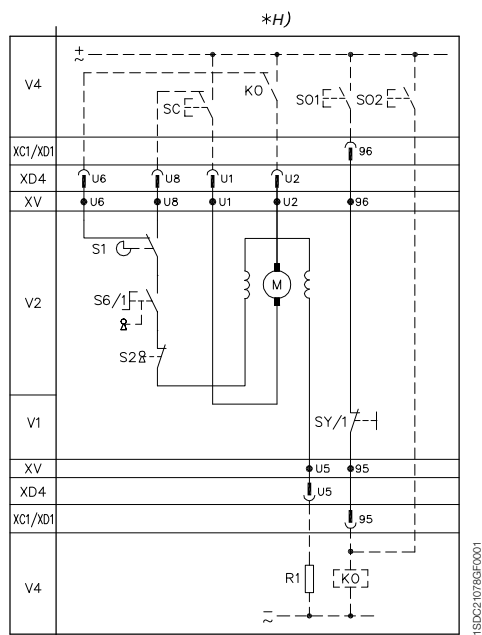 *H)
+
~
V4
KO
SC
SO1
SO2
XC1/XD1
96
XD4
U6
U8
U1
U2
XV
U6
U8
U1
U2
96
V2
S1
S6/1
M
S2
V1
SY/1
XV
U5
95
XD4
U5
XC1/XD1
95
V4
R1
KO
−
~
1SDC21078GF0001